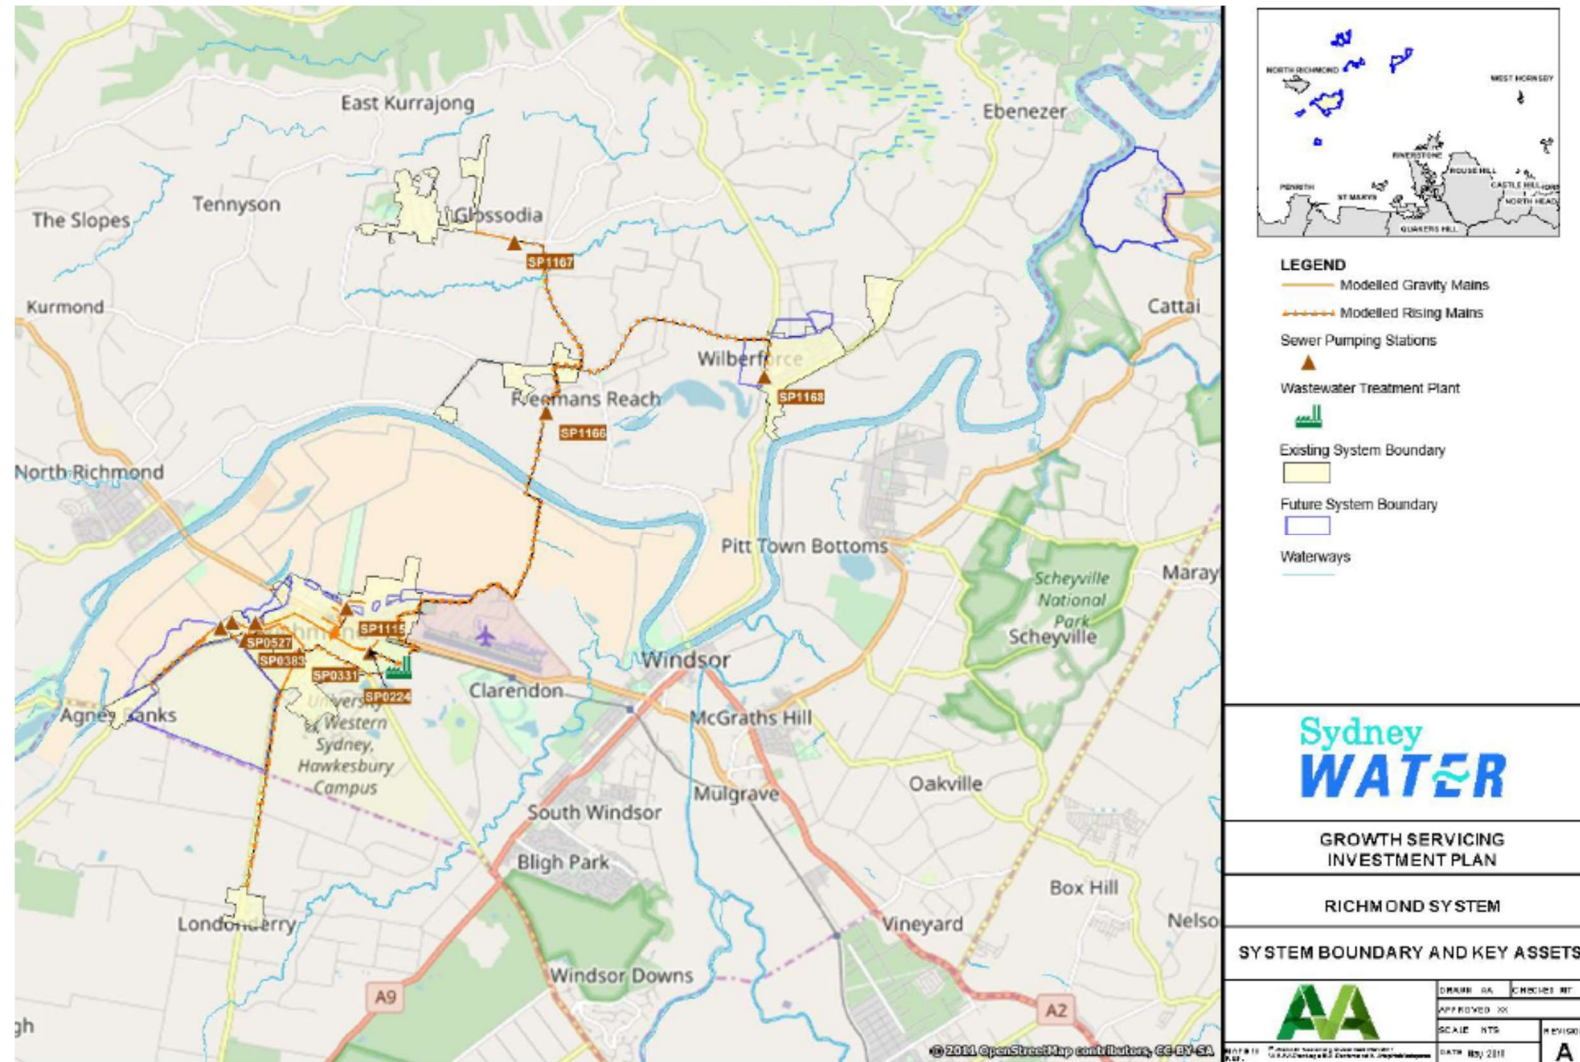 East Kurrajong
Ebenezer
Tennyson
The Slopes
Glossodia
SP1167
Kurmond
Cattai
Wilberforce
SP1168
Freemans Reach
SP1166
North Richmond
Pitt Town Bottoms
Scheyville
National
Park
Scheyville
SP1115
SP0527
SP0383
SP0331
SP0224
Windsor
Clarendon
Agnes Banks
University
Western
Sydney,
Hawkesbury
Campus
McGraths Hill
Mulgrave
Oakville
South Windsor
Bligh Park
Box Hill
Londonderry
Vineyard
Windsor Downs
A9
A2
© 2011 OpenStreetMap contributors, CC-BY-SA
NORTH RICHMOND
WEST HORNSBY
RIVERSTONE
ROUSE HILL
PENRITH
ST MARYS
CASTLE HILL
NORTH HEAD
QUAKERS HILL
LEGEND
Modelled Gravity Mains
Modelled Rising Mains
Sewer Pumping Stations
Wastewater Treatment Plant
Existing System Boundary
Future System Boundary
Waterways
Sydney
WATER
GROWTH SERVICING
INVESTMENT PLAN
RICHMOND SYSTEM
SYSTEM BOUNDARY AND KEY ASSETS
AA
DRAWN AA
APPROVED XX
SCALE NTS
A